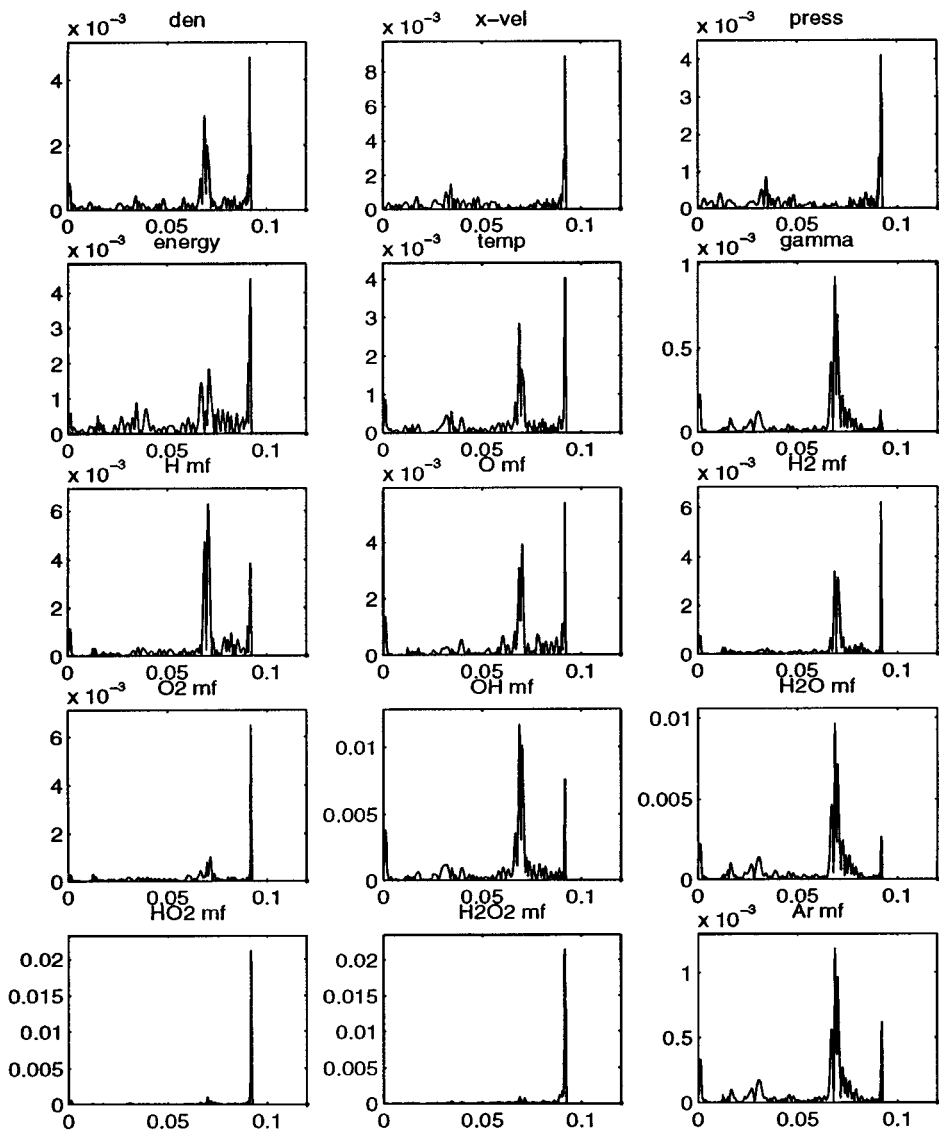 x 10⁻³ den x 10⁻³ x-vel x 10⁻³ press
4 2 0
8 6 4 2 0
4 3 2 1 0
0 0.05 0.1 0 0.05 0.1 0 0.05 0.1
x 10⁻³ energy x 10⁻³ temp x 10⁻³ gamma
4 3 2 1 0
4 3 2 1 0
1 0.5 0
0 0.05 0.1 0 0.05 0.1 0 0.05 0.1
x 10⁻³ H mf x 10⁻³ O mf x 10⁻³ H2 mf
6 4 2 0
4 2 0
6 4 2 0
0 0.05 0.1 0 0.05 0.1 0 0.05 0.1
x 10⁻³ O2 mf OH mf H2O mf
6 4 2 0
0.01 0.005 0
0.01 0.005 0
0 0.05 0.1 0 0.05 0.1 0 0.05 0.1
HO2 mf H2O2 mf x 10⁻³ Ar mf
0.02 0.015 0.01 0.005 0
0.02 0.015 0.01 0.005 0
1 0.5 0
0 0.05 0.1 0 0.05 0.1 0 0.05 0.1